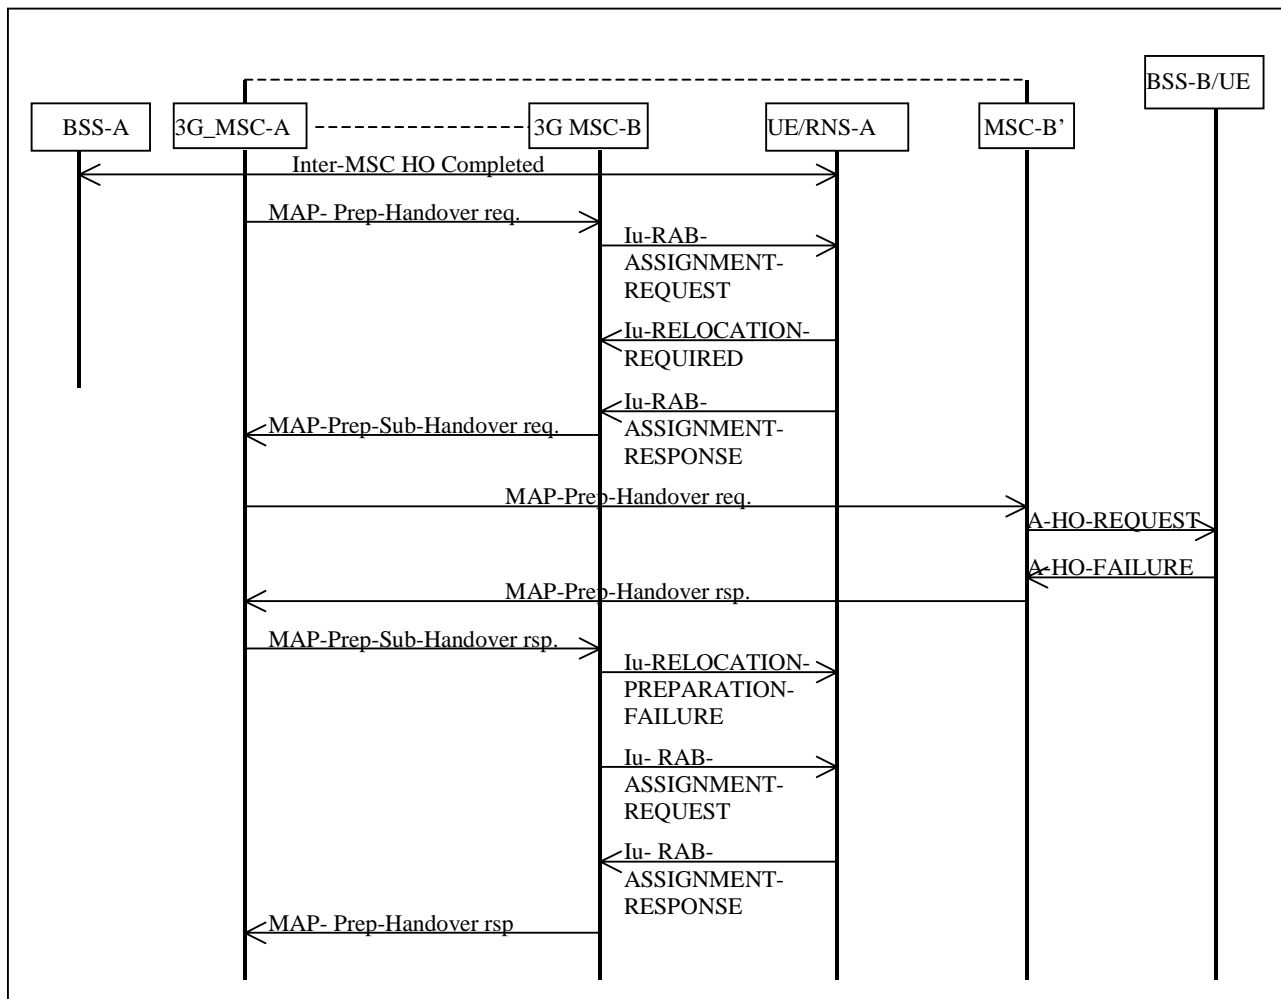 BSS-B/UE
BSS-A
3G_MSC-A
3G MSC-B
UE/RNS-A
MSC-B’
Inter-MSC HO Completed
MAP- Prep-Handover req.
Iu-RAB-
ASSIGNMENT-
REQUEST
Iu-RELOCATION-
REQUIRED
Iu-RAB-
ASSIGNMENT-
RESPONSE
MAP-Prep-Sub-Handover req.
MAP-Prep-Handover req.
A-HO-REQUEST
A-HO-FAILURE
MAP-Prep-Handover rsp.
MAP-Prep-Sub-Handover rsp.
Iu-RELOCATION-
PREPARATION-
FAILURE
Iu- RAB-
ASSIGNMENT-
REQUEST
Iu- RAB-
ASSIGNMENT-
RESPONSE
MAP- Prep-Handover rsp